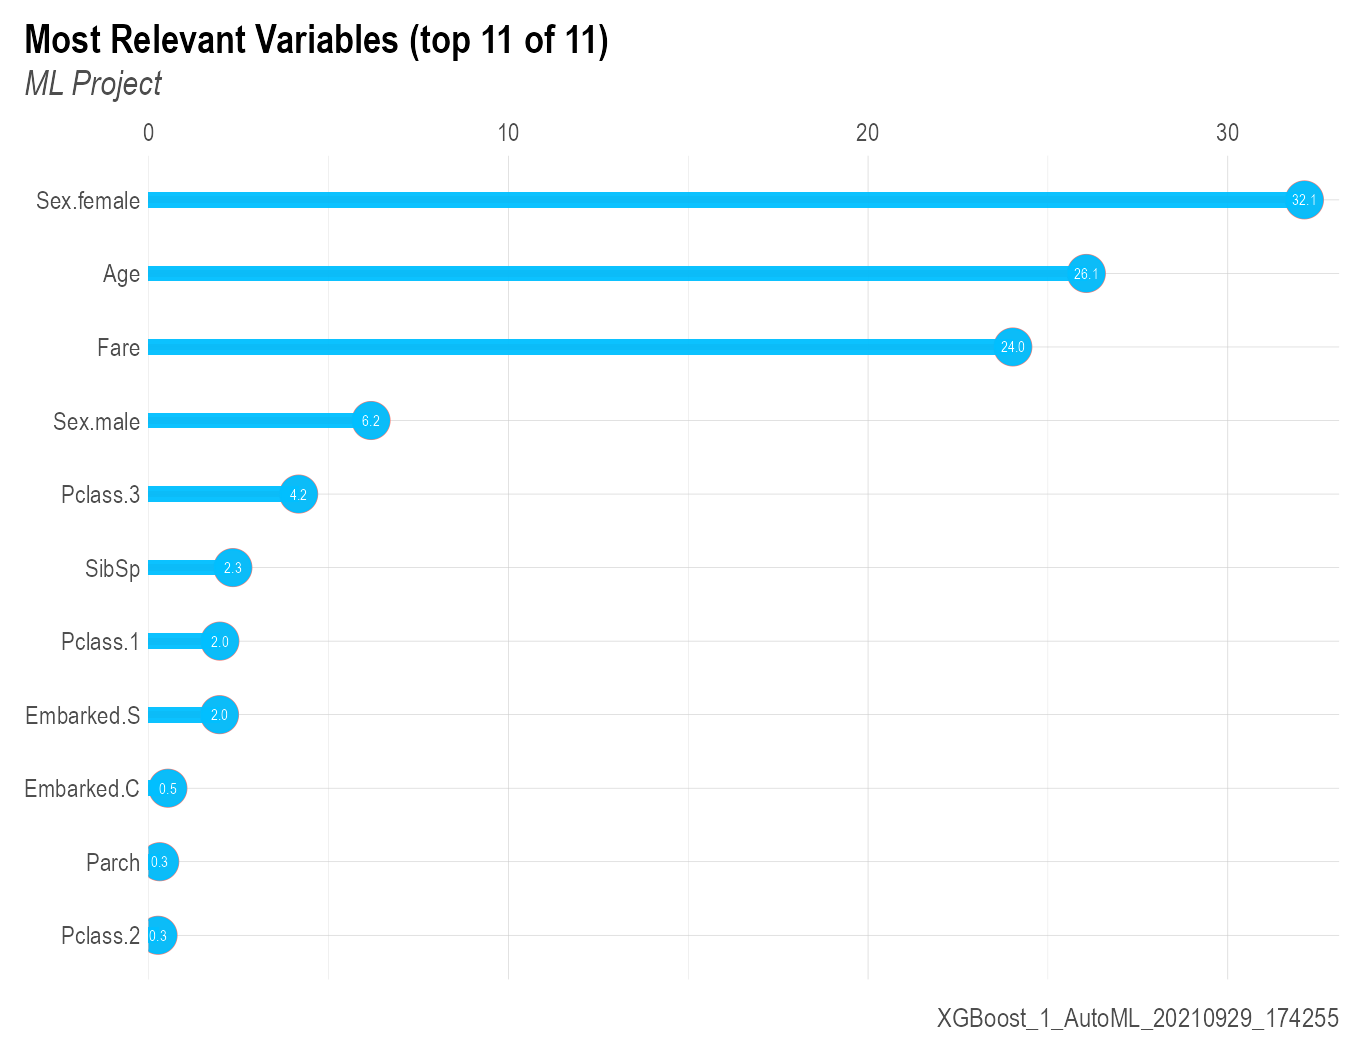 Most Relevant Variables (top 11 of 11)
ML Project
0 10 20 30
Sex.female 32.1
Age 26.1
Fare 24.0
Sex.male 6.2
Pclass.3 4.2
SibSp 2.3
Pclass.1 2.0
Embarked.S 2.0
Embarked.C 0.5
Parch 0.3
Pclass.2 0.3
XGBoost_1_AutoML_20210929_174255